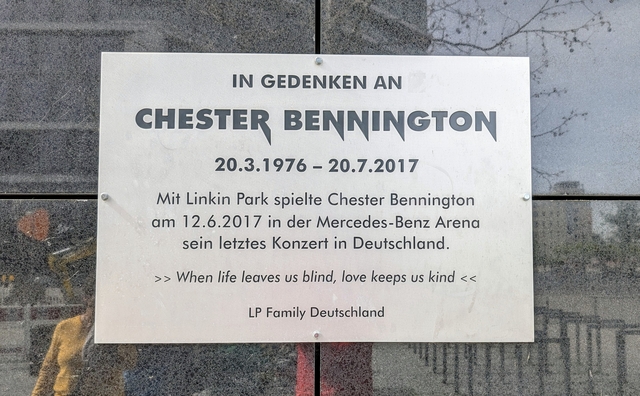 IN GEDENKEN AN
CHESTER BENNINGTON
20.3.1976 – 20.7.2017
Mit Linkin Park spielte Chester Bennington
am 12.6.2017 in der Mercedes-Benz Arena
sein letztes Konzert in Deutschland.
>> When life leaves us blind, love keeps us kind <<
LP Family Deutschland